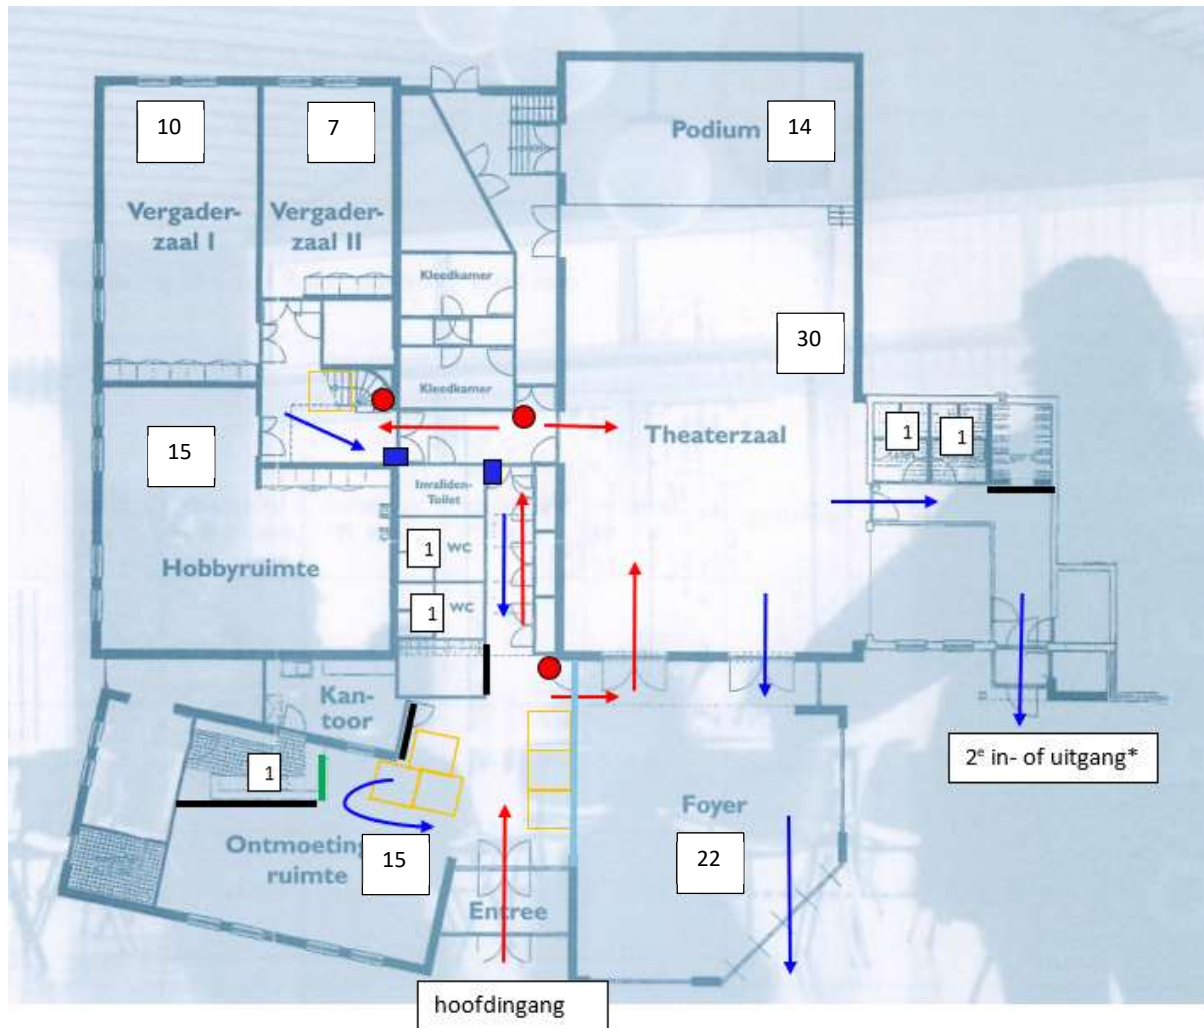 10
7
Podium
14
Vergader-
zaal I
Vergader-
zaal II
Kleedkamer
30
Kleedkamer
Theaterzaal
1
1
15
Invaliden-
Toilet
1
WC
Hobbyruimte
1
WC
Kan-
toor
2e in- of uitgang*
1
Foyer
Ontmoetings
ruimte
15
22
Entree
hoofdingang